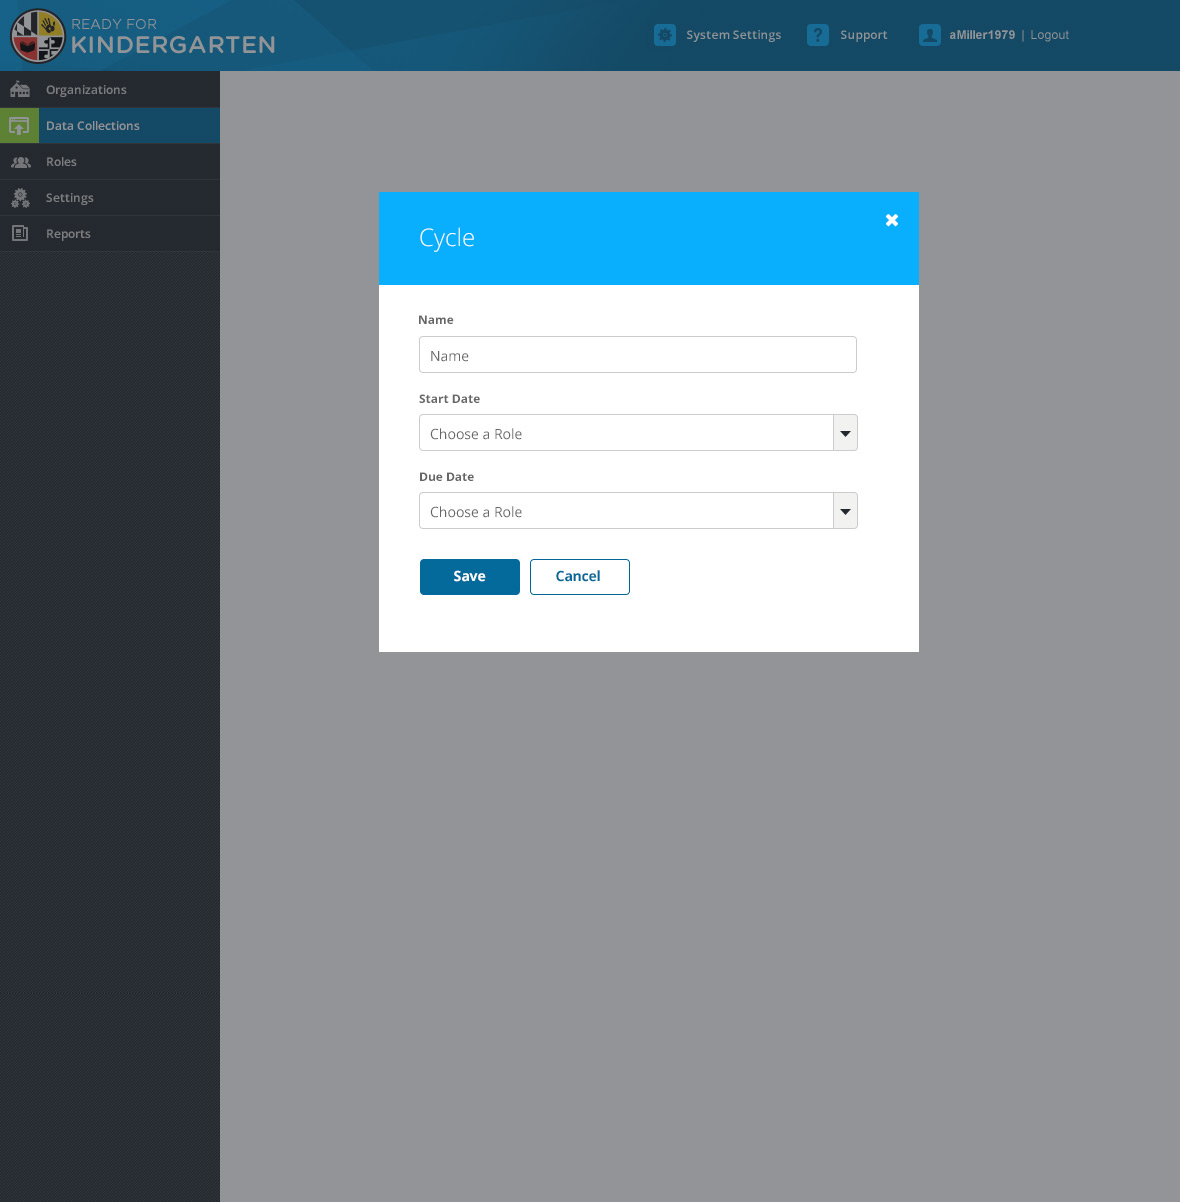 READY FOR
KINDERGARTEN
System Settings
Support
aMiller1979 | Logout
Organizations
Data Collections
Roles
Settings
Reports
Cycle
Name
Name
Start Date
Choose a Role
Due Date
Choose a Role
Save
Cancel